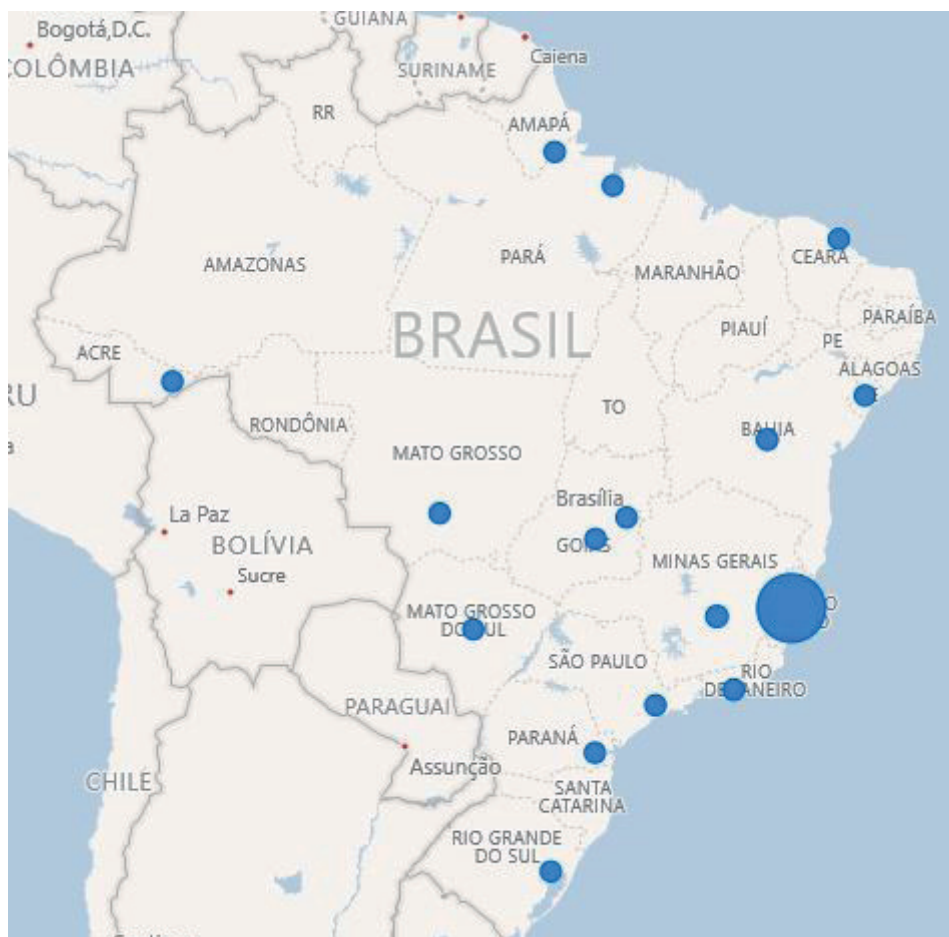 GUIANA
Bogotá,D.C.
Caiena
COLÔMBIA
SURINAME
RR
AMAPÁ
AMAZONAS
PARÁ
CEARÁ
MARANHÃO
PARAÍBA
BRASIL
PIAUÍ
PE
ACRE
ALAGOAS
RU
TO
RONDÔNIA
BAHIA
MATO GROSSO
Brasília
La Paz
BOLÍVIA
GOIÁS
MINAS GERAIS
Sucre
MATO GROSSO
DO SUL
SÃO PAULO
RIO
DE JANEIRO
PARAGUAI
PARANÁ
Assunção
CHILE
SANTA
CATARINA
RIO GRANDE
DO SUL